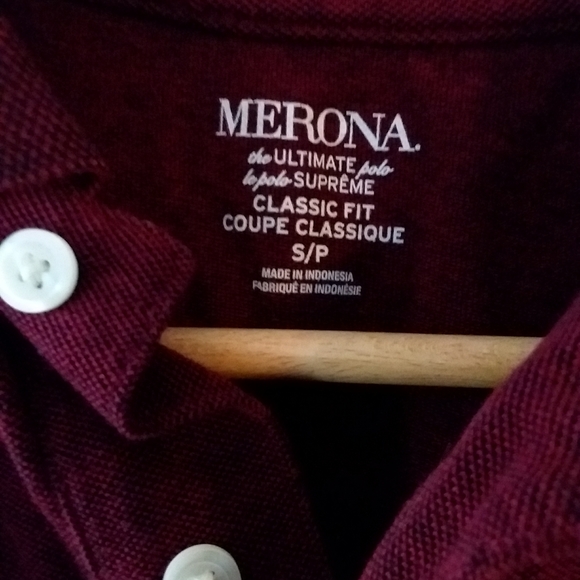 MERONA.
the ULTIMATE polo
le polo SUPRÊME
CLASSIC FIT
COUPE CLASSIQUE
S/P
MADE IN INDONESIA
FABRIQUÉ EN INDONÉSIE